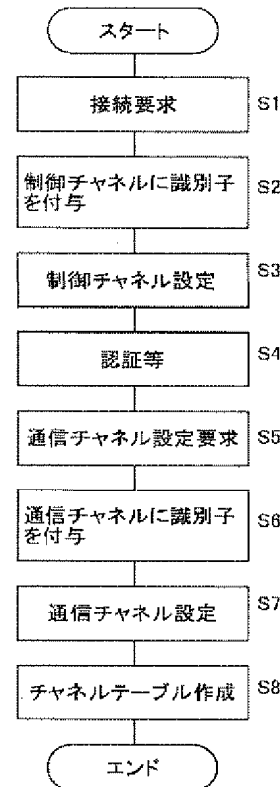 スタート
接続要求 S1
制御チャネルに識別子 S2
を付与
制御チャネル設定 S3
認証等 S4
通信チャネル設定要求 S5
通信チャネルに識別子 S6
を付与
通信チャネル設定 S7
チャネルテーブル作成 S8
エンド